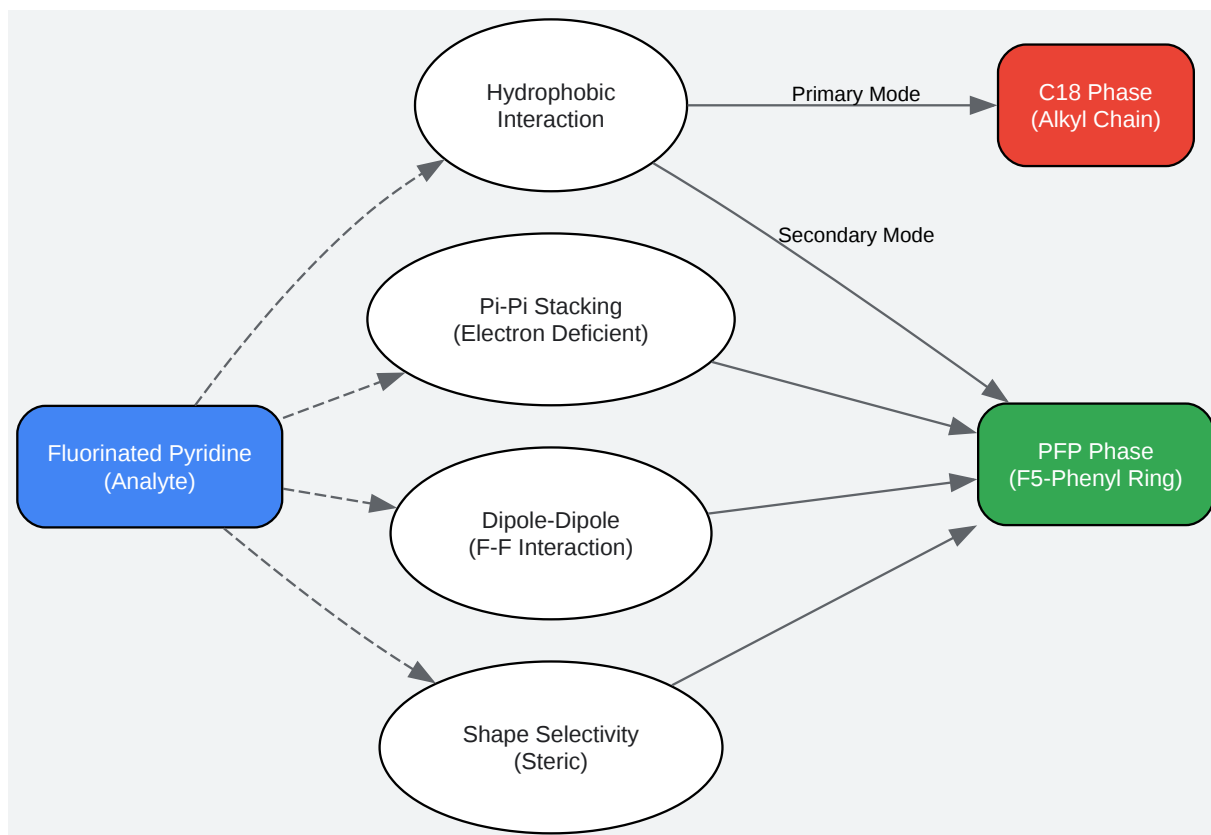 Hydrophobic
Interaction
Primary Mode
C18 Phase
(Alkyl Chain)
Secondary Mode
Pi-Pi Stacking
(Electron Deficient)
Fluorinated Pyridine
(Analyte)
PFP Phase
(F5-Phenyl Ring)
Dipole-Dipole
(F-F Interaction)
Shape Selectivity
(Steric)